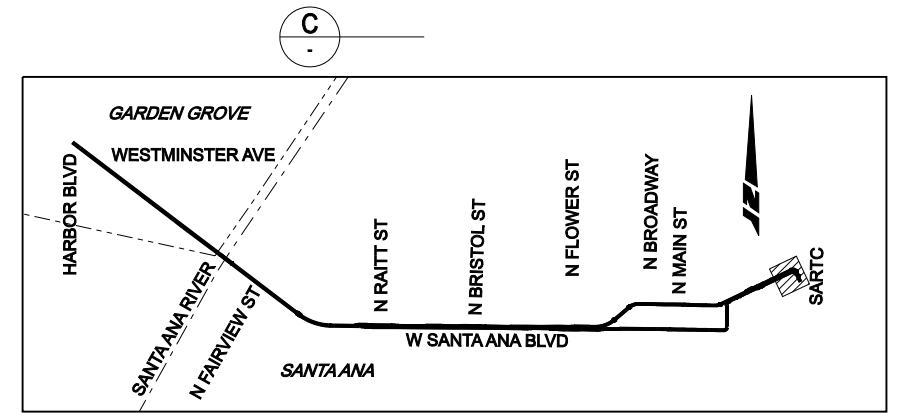 C
-
GARDEN GROVE
WESTMINSTER AVE
HARBOR BLVD
SANTA ANA RIVER
N FAIRVIEW ST
N RAITT ST
N BRISTOL ST
N FLOWER ST
N BROADWAY
N MAIN ST
SARTC
W SANTA ANA BLVD
SANTA ANA